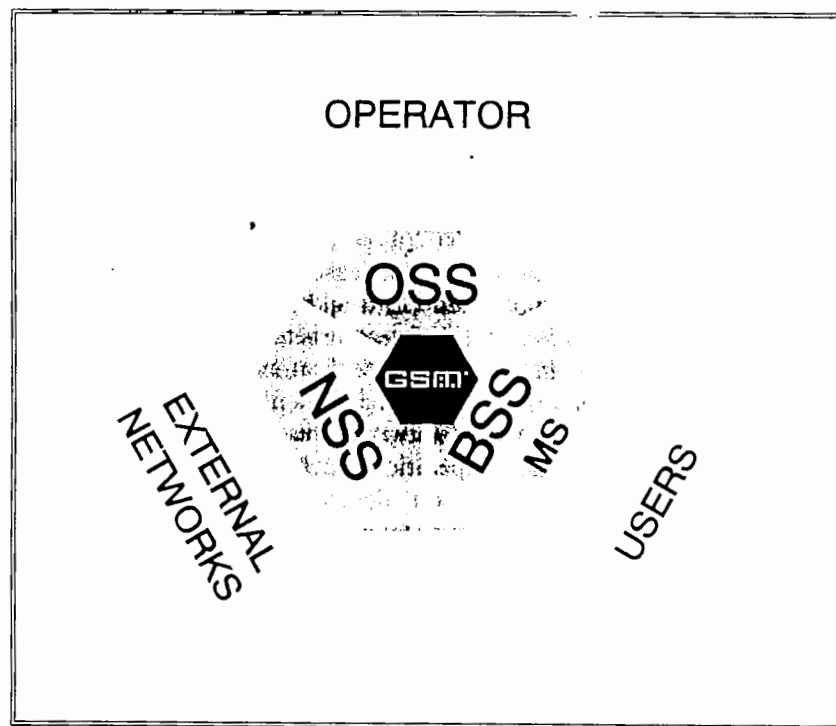 OPERATOR
OSS
GSM
NSS
BSS
MS
EXTERNAL
NETWORKS
USERS